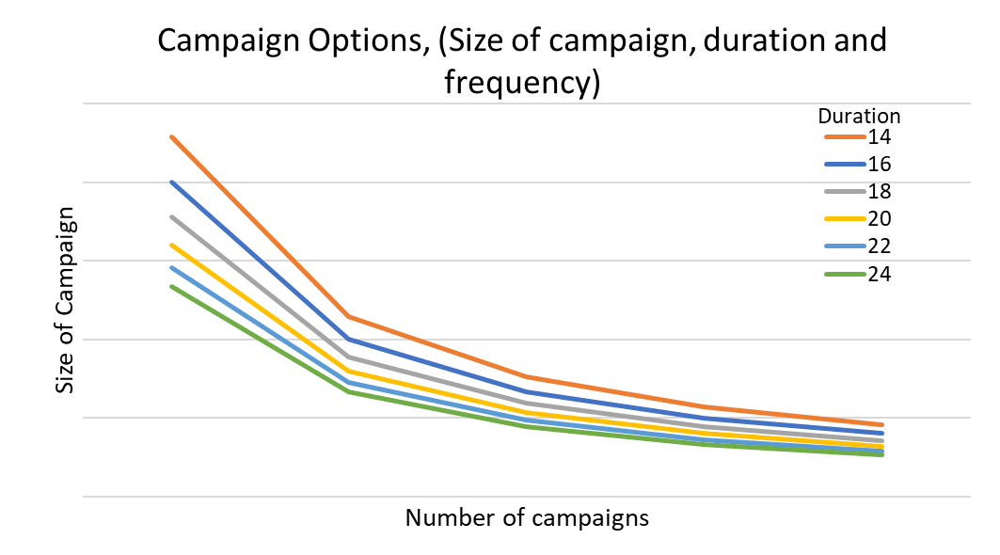 Campaign Options, (Size of campaign, duration and
frequency)
Duration
14
16
18
20
22
24
Size of Campaign
Number of campaigns